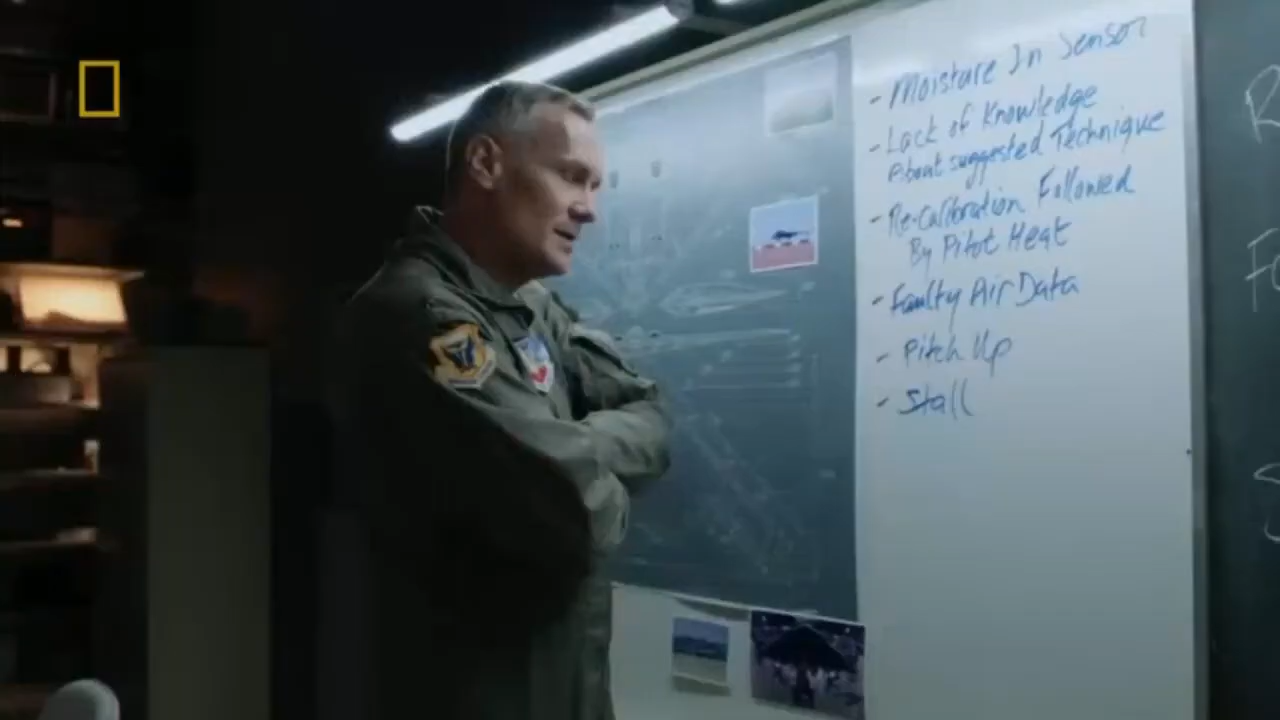 - Moisture In Sensor
- Lack of Knowledge
About suggested Technique
- Re-calibration Followed
By Pitot Heat
- Faulty Air Data
- Pitch Up
- Stall